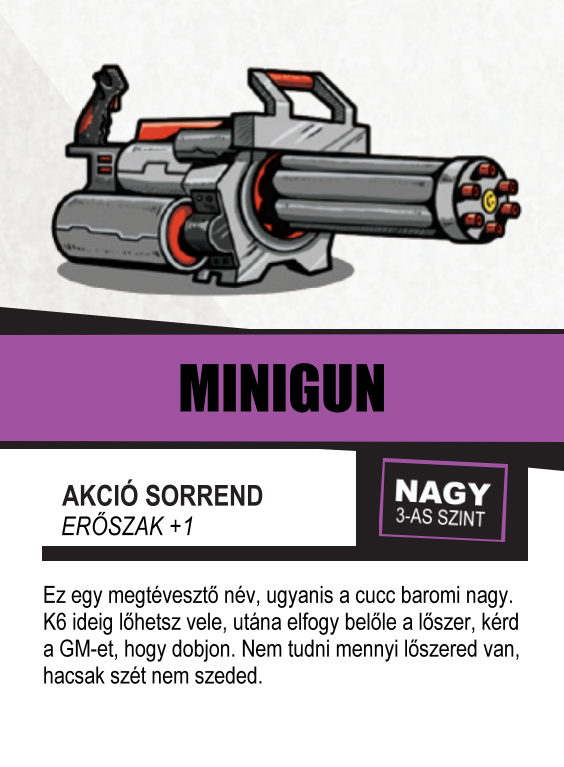 MINIGUN
AKCIÓ SORREND
ERŐSZAK +1
NAGY
3-AS SZINT
Ez egy megtévesztő név, ugyanis a cucc baromi nagy.
K6 ideig lőhetsz vele, utána elfogy belőle a lőszer, kérd
a GM-et, hogy dobjon. Nem tudni mennyi lőszered van,
hacsak szét nem szeded.